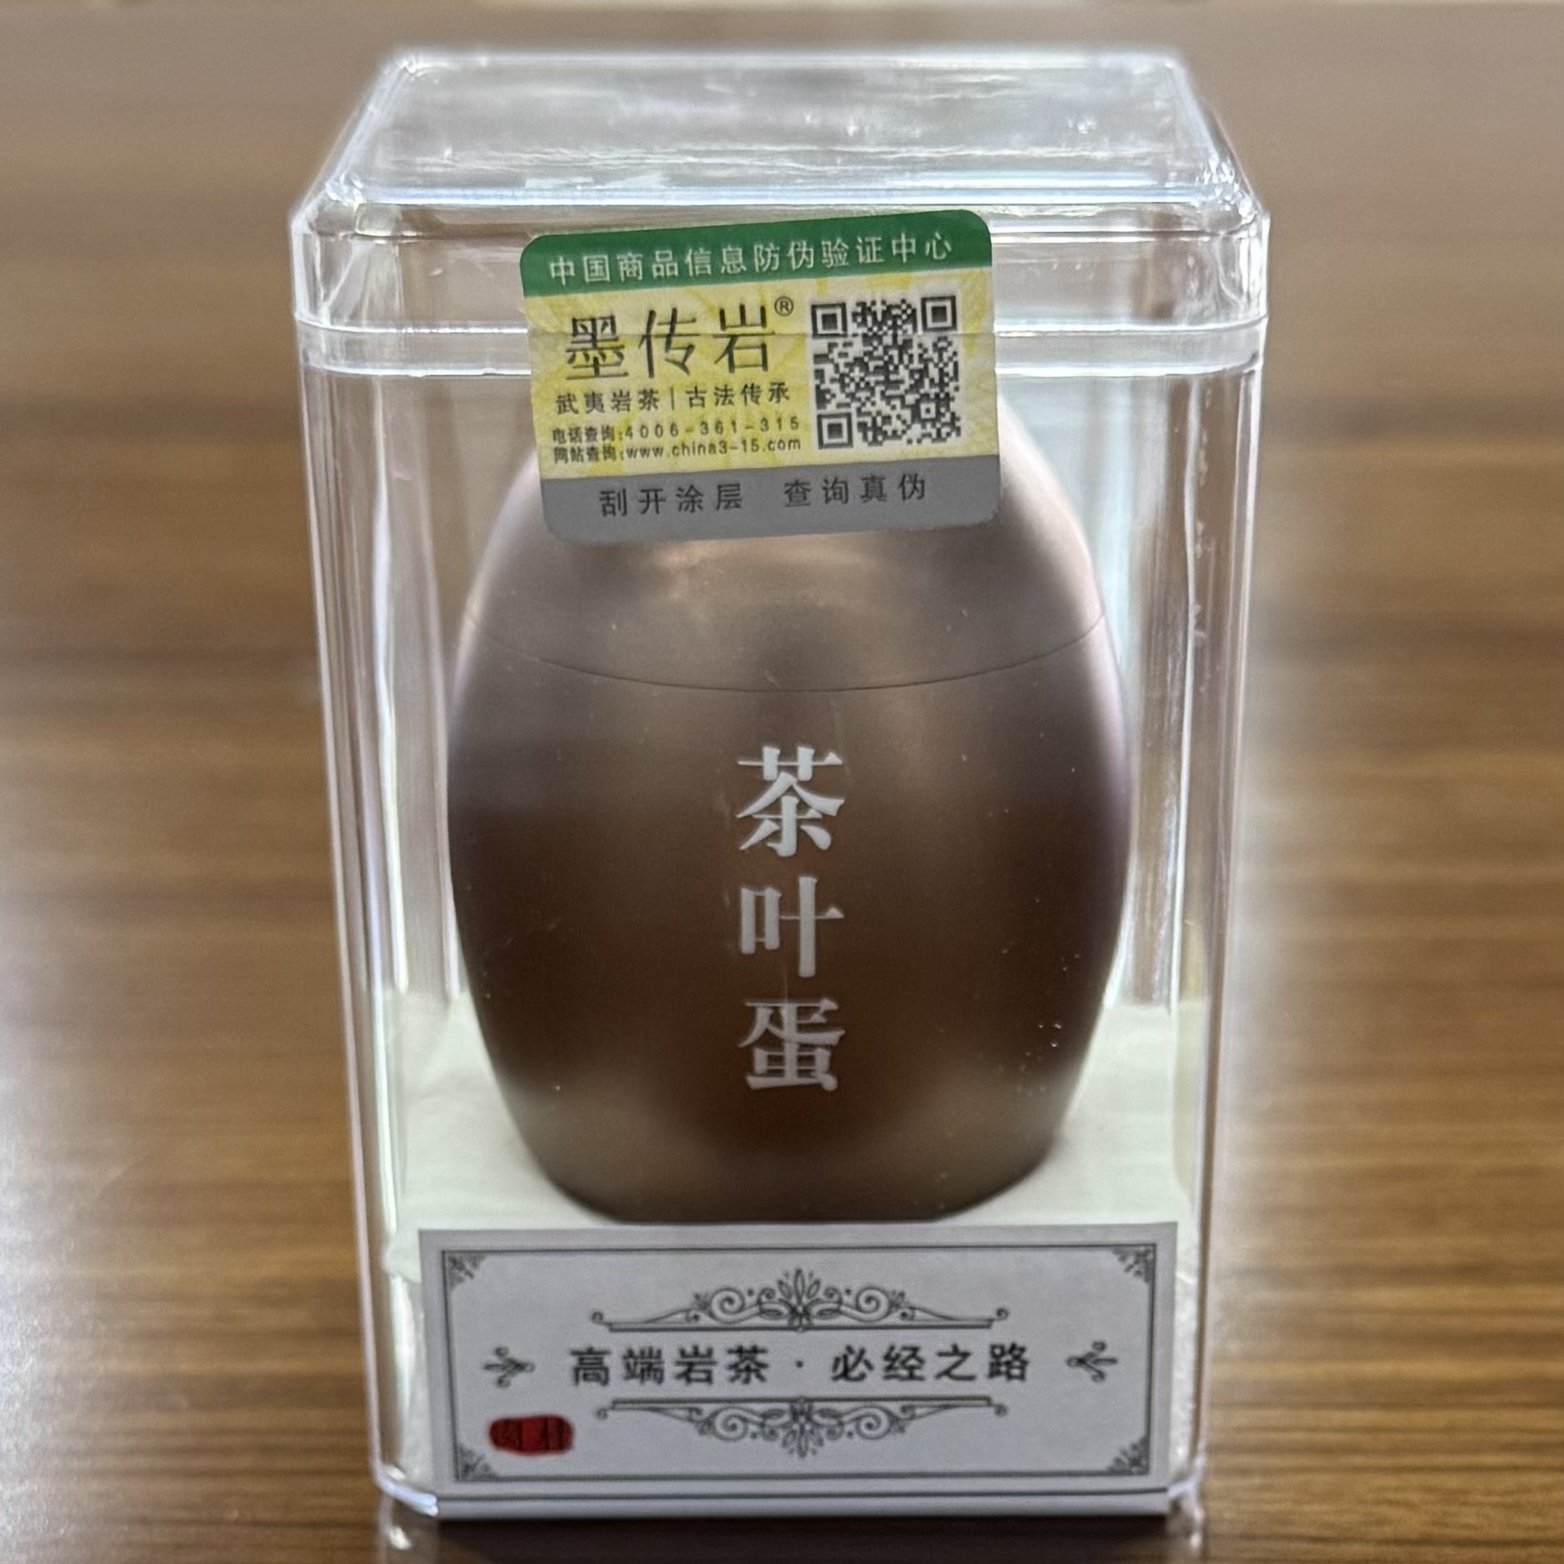 中国商品信息防伪验证中心
墨传岩®
武夷岩茶|古法传承
电话查询:4006-361-315
网站查询:www.china3-15.com
刮开涂层 查询真伪
茶
叶
蛋
高端岩茶·必经之路